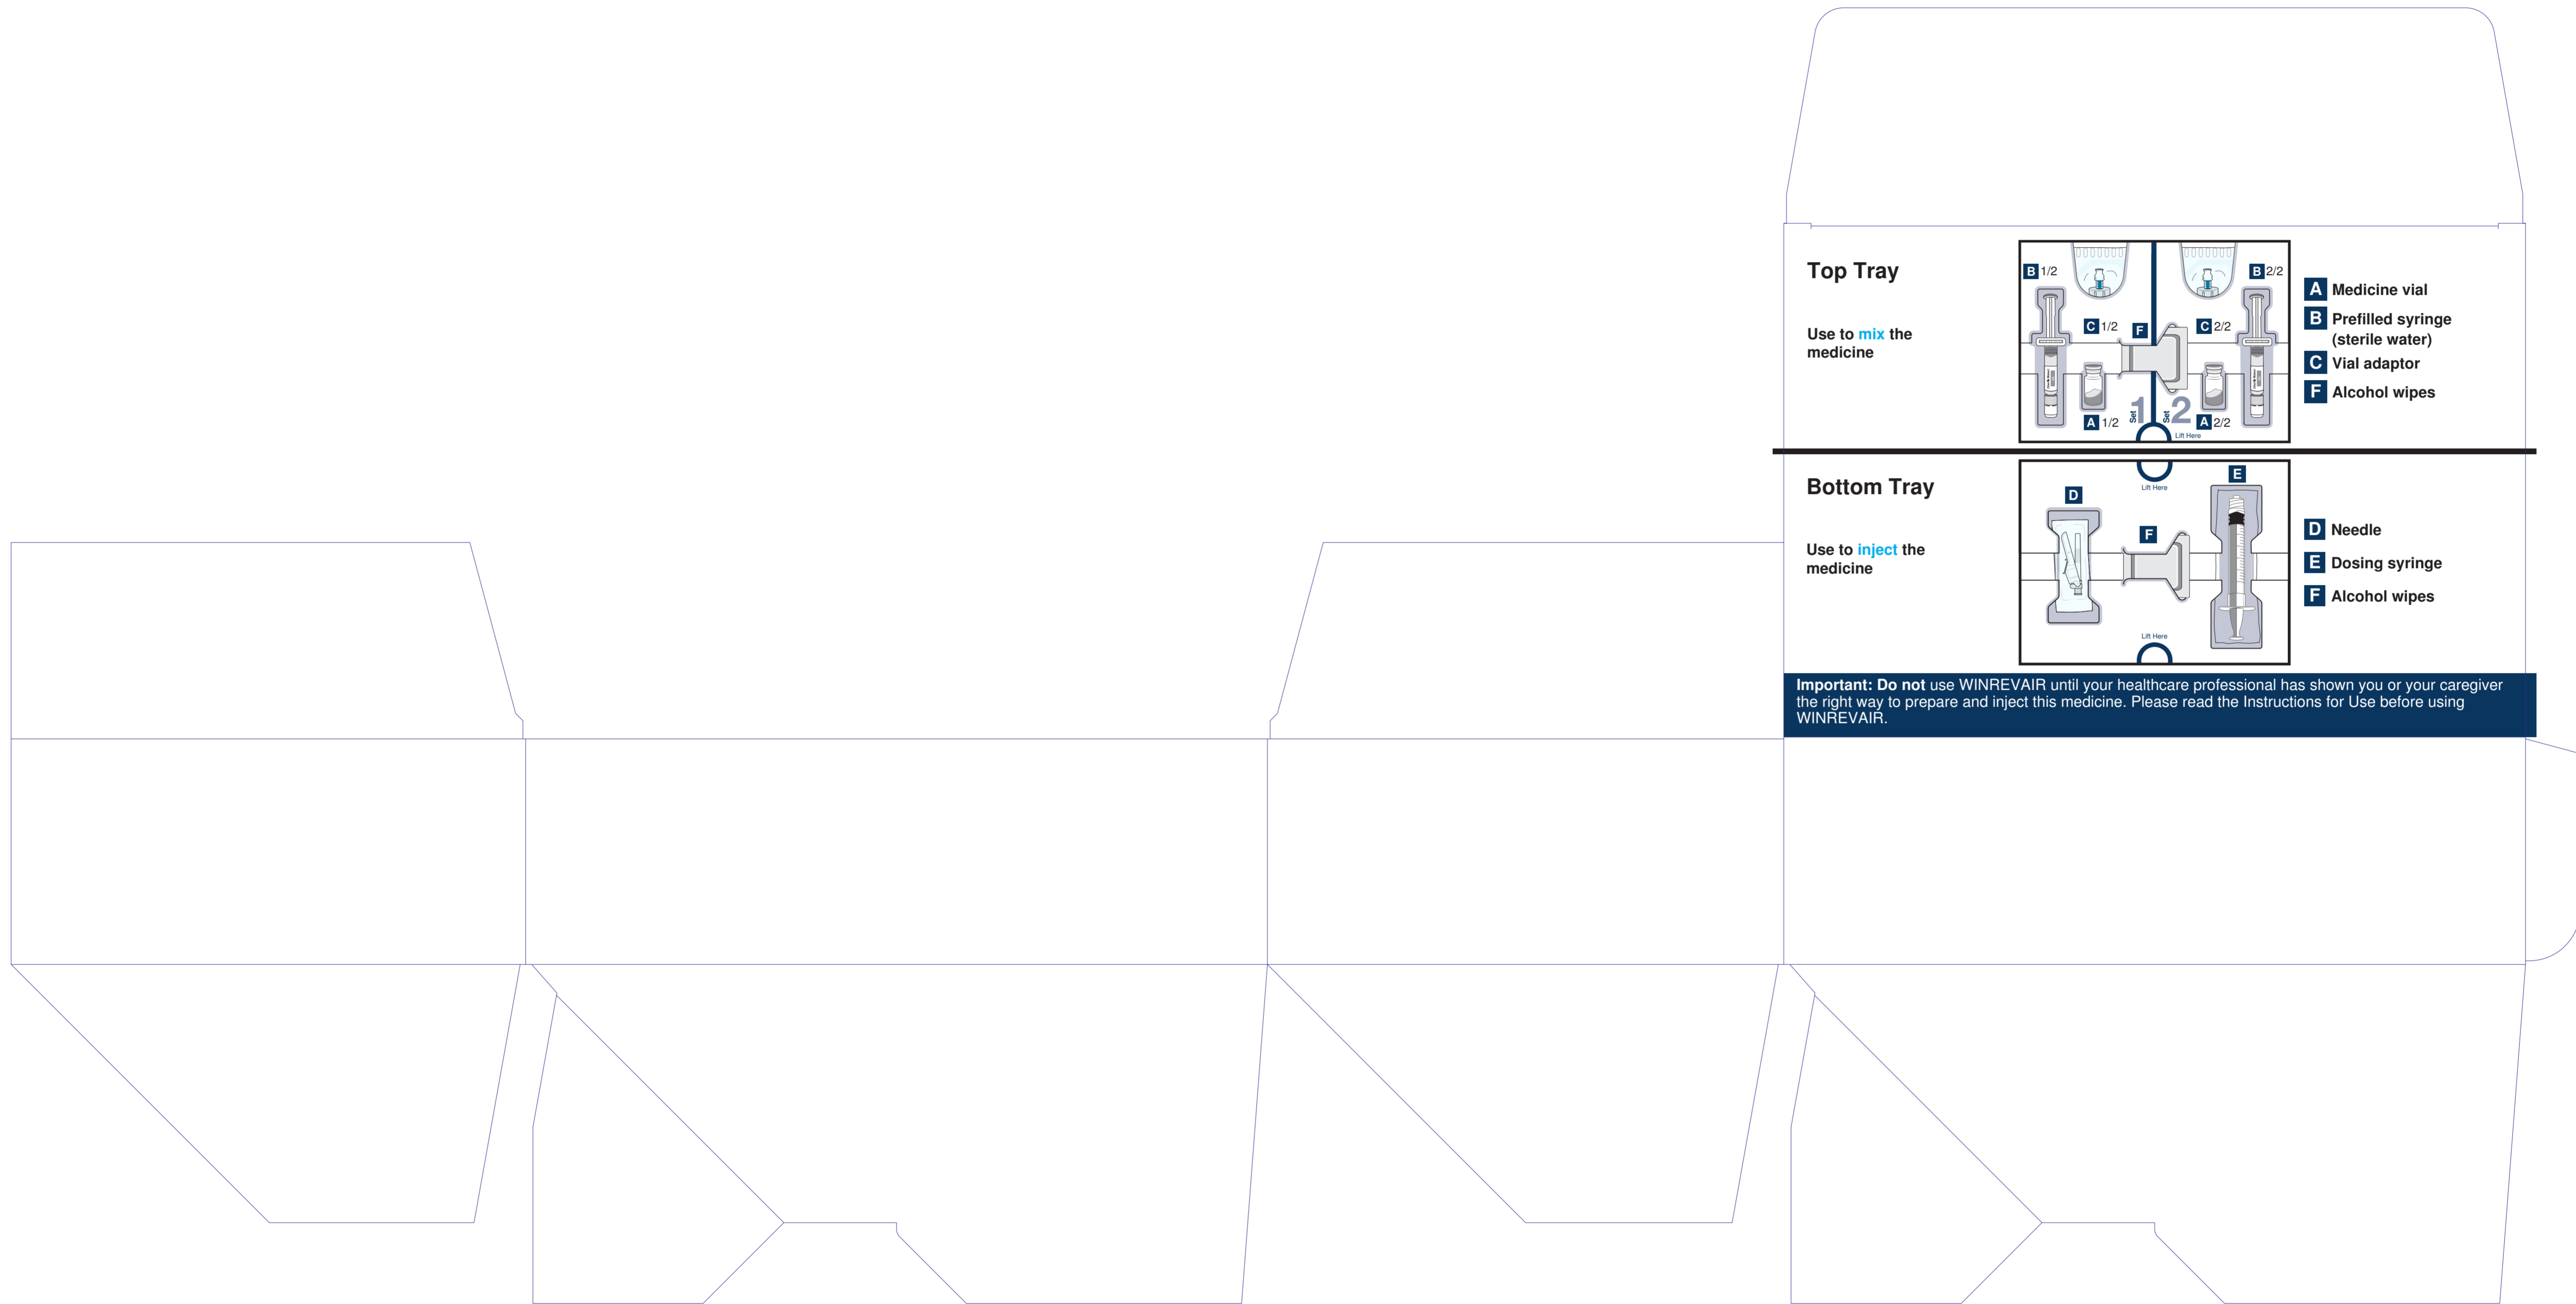 Top Tray
Use to mix the
medicine
B 1/2
B 2/2
C 1/2
F
C 2/2
Set 1
Set 2
A 1/2
A 2/2
Lift Here
A Medicine vial
B Prefilled syringe
(sterile water)
C Vial adaptor
F Alcohol wipes
Bottom Tray
Use to inject the
medicine
Lift Here
D
E
F
Lift Here
D Needle
E Dosing syringe
F Alcohol wipes
Important: Do not use WINREVAIR until your healthcare professional has shown you or your caregiver
the right way to prepare and inject this medicine. Please read the Instructions for Use before using
WINREVAIR.